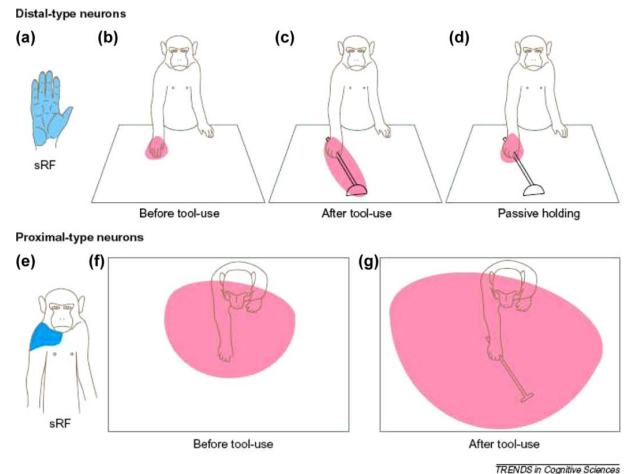 Distal-type neurons
(a)
(b)
(c)
(d)
sRF
Before tool-use
After tool-use
Passive holding
Proximal-type neurons
(e)
(f)
(g)
sRF
Before tool-use
After tool-use
TRENDS in Cognitive Sciences